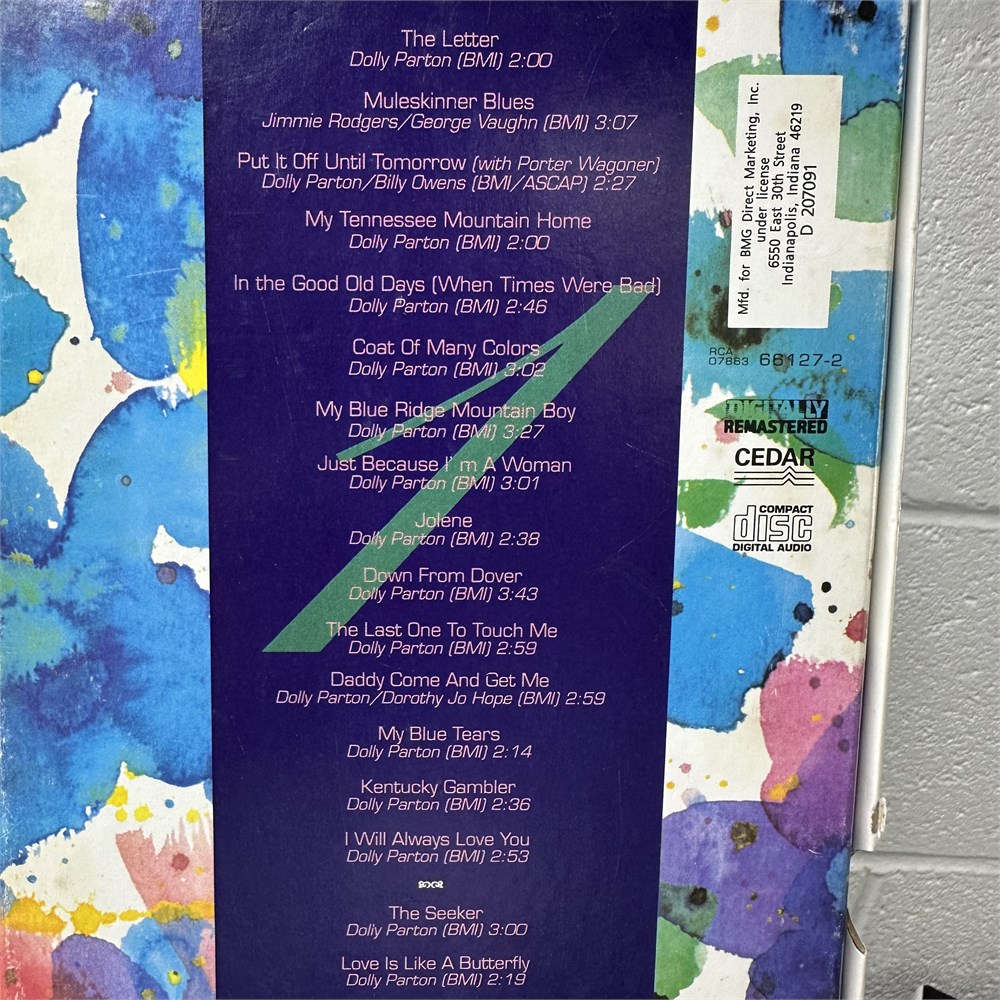 The Letter
Dolly Parton (BMI) 2:00
Muleskinner Blues
Jimmie Rodgers/George Vaughn (BMI) 3:07
Put It Off Until Tomorrow (with Porter Wagoner)
Dolly Parton/Billy Owens (BMI/ASCAP) 2:27
My Tennessee Mountain Home
Dolly Parton (BMI) 2:00
In the Good Old Days (When Times Were Bad)
Dolly Parton (BMI) 2:46
Coat Of Many Colors
Dolly Parton (BMI) 3:02
My Blue Ridge Mountain Boy
Dolly Parton (BMI) 3:27
Just Because I'm A Woman
Dolly Parton (BMI) 3:01
Jolene
Dolly Parton (BMI) 2:38
Down From Dover
Dolly Parton (BMI) 3:43
The Last One To Touch Me
Dolly Parton (BMI) 2:59
Daddy Come And Get Me
Dolly Parton/Dorothy Jo Hope (BMI) 2:59
My Blue Tears
Dolly Parton (BMI) 2:14
Kentucky Gambler
Dolly Parton (BMI) 2:36
I Will Always Love You
Dolly Parton (BMI) 2:53
The Seeker
Dolly Parton (BMI) 3:00
Love Is Like A Butterfly
Dolly Parton (BMI) 2:19
1
Mfd. for BMG Direct Marketing, Inc.
under license
6550 East 30th Street
Indianapolis, Indiana 46219
D 207091
RCA
07863 66127-2
DIGITALLY
REMASTERED
CEDAR
COMPACT
disc
DIGITAL AUDIO